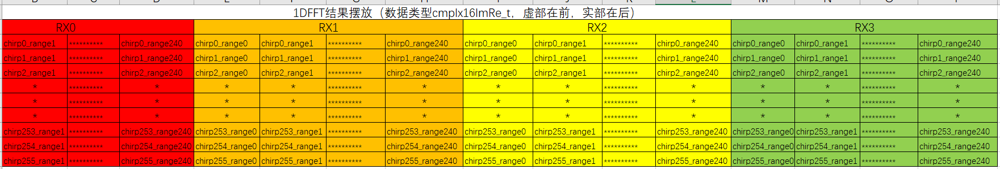 1DFFT结果摆放（数据类型cmplx16ImRe_t，虚部在前，实部在后）
RX0 RX1 RX2 RX3
chirp0_range1 ********** chirp0_range240 chirp0_range0 chirp0_range1 ********** chirp0_range240 chirp0_range0 chirp0_range1 ********** chirp0_range240 chirp0_range0 chirp0_range1 ********** chirp0_range240
chirp1_range1 ********** chirp1_range240 chirp1_range0 chirp1_range1 ********** chirp1_range240 chirp1_range0 chirp1_range1 ********** chirp1_range240 chirp1_range0 chirp1_range1 ********** chirp1_range240
chirp2_range1 ********** chirp2_range240 chirp2_range0 chirp2_range1 ********** chirp2_range240 chirp2_range0 chirp2_range1 ********** chirp2_range240 chirp2_range0 chirp2_range1 ********** chirp2_range240
* ********** * * * ********** * * * ********** * * * ********** *
* ********** * * * ********** * * * ********** * * * ********** *
* ********** * * * ********** * * * ********** * * * ********** *
chirp253_range1 ********** chirp253_range240 chirp253_range0 chirp253_range1 ********** chirp253_range240 chirp253_range0 chirp253_range1 ********** chirp253_range240 chirp253_range0 chirp253_range1 ********** chirp253_range240
chirp254_range1 ********** chirp254_range240 chirp254_range0 chirp254_range1 ********** chirp254_range240 chirp254_range0 chirp254_range1 ********** chirp254_range240 chirp254_range0 chirp254_range1 ********** chirp254_range240
chirp255_range1 ********** chirp255_range240 chirp255_range0 chirp255_range1 ********** chirp255_range240 chirp255_range0 chirp255_range1 ********** chirp255_range240 chirp255_range0 chirp255_range1 ********** chirp255_range240